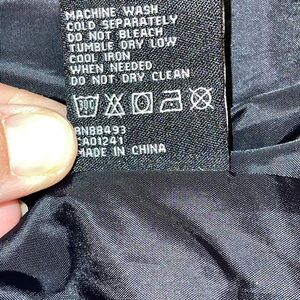 MACHINE WASH
COLD SEPARATELY
DO NOT BLEACH
TUMBLE DRY LOW
COOL IRON
WHEN NEEDED
DO NOT DRY CLEAN
RN88493
CA01241
MADE IN CHINA